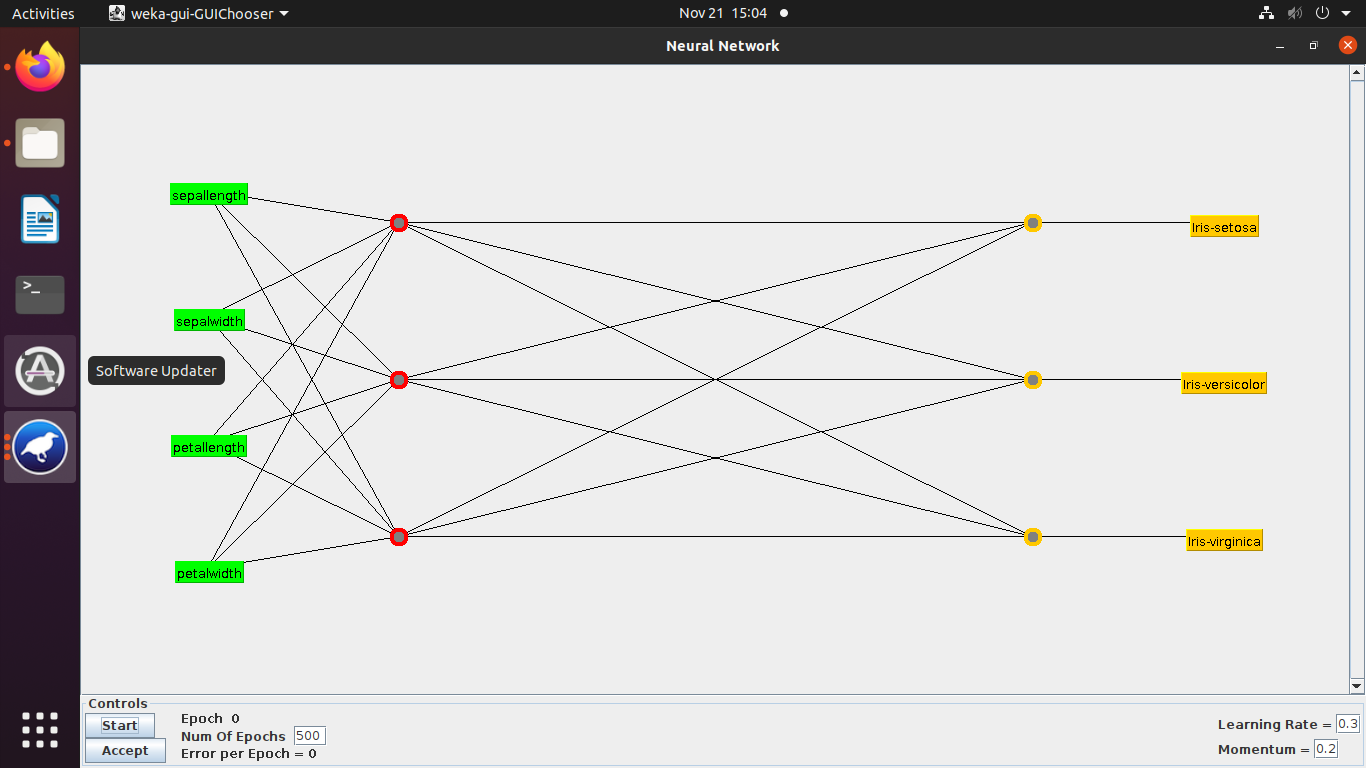 Activities weka-gui-GUIChooser Nov 21 15:04
Neural Network
sepallength
Iris-setosa
sepalwidth
Software Updater
Iris-versicolor
petallength
Iris-virginica
petalwidth
>_
Controls
Start
Accept
Epoch 0
Num Of Epochs 500
Error per Epoch = 0
Learning Rate = 0.3
Momentum = 0.2